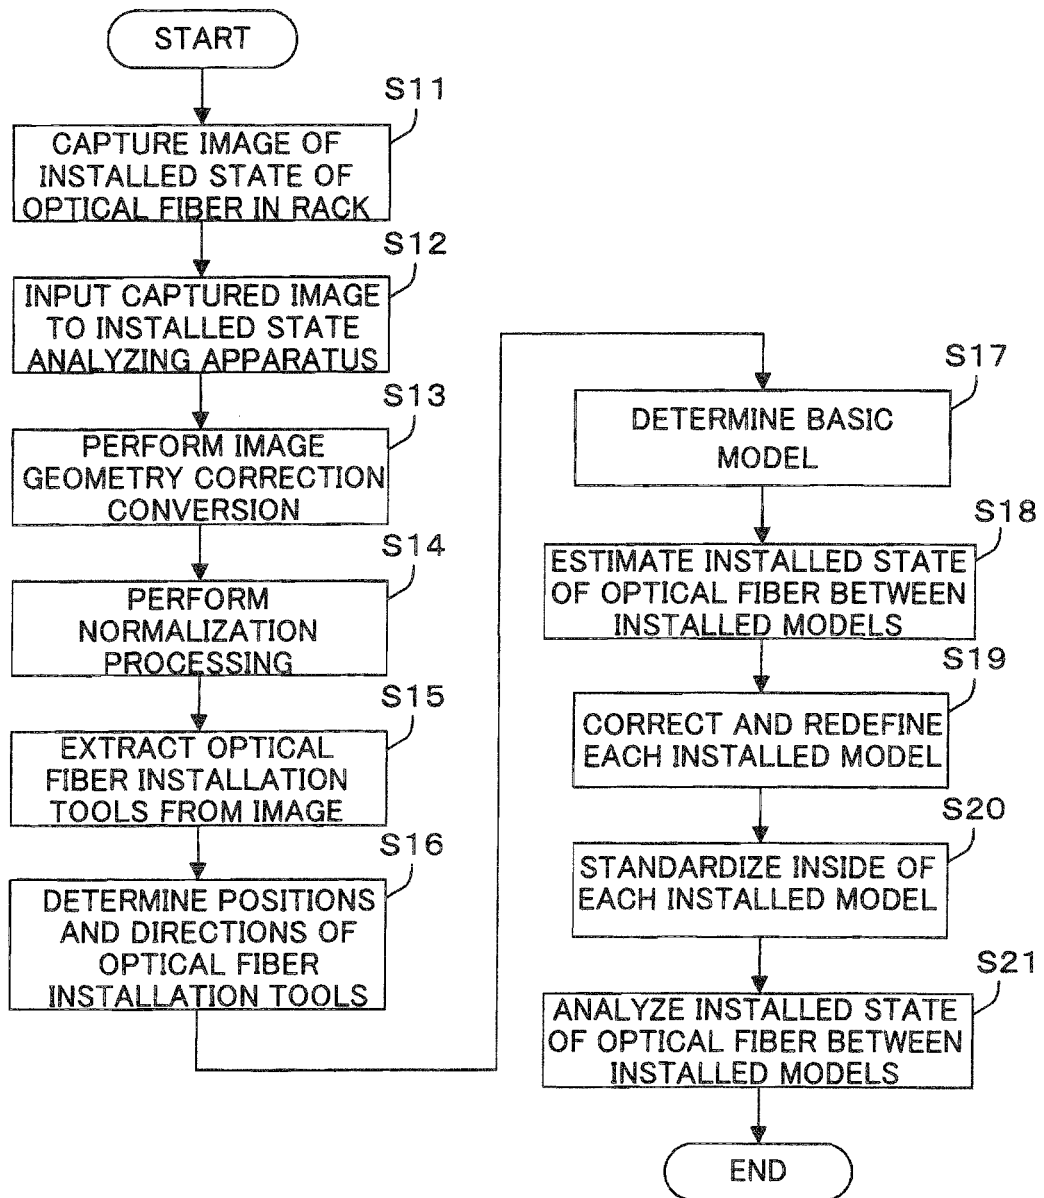 START
S11
CAPTURE IMAGE OF
INSTALLED STATE OF
OPTICAL FIBER IN RACK
S12
INPUT CAPTURED IMAGE
TO INSTALLED STATE
ANALYZING APPARATUS
S13
PERFORM IMAGE
GEOMETRY CORRECTION
CONVERSION
S14
PERFORM
NORMALIZATION
PROCESSING
S15
EXTRACT OPTICAL
FIBER INSTALLATION
TOOLS FROM IMAGE
S16
DETERMINE POSITIONS
AND DIRECTIONS OF
OPTICAL FIBER
INSTALLATION TOOLS
S17
DETERMINE BASIC
MODEL
S18
ESTIMATE INSTALLED STATE
OF OPTICAL FIBER BETWEEN
INSTALLED MODELS
S19
CORRECT AND REDEFINE
EACH INSTALLED MODEL
S20
STANDARDIZE INSIDE OF
EACH INSTALLED MODEL
S21
ANALYZE INSTALLED STATE
OF OPTICAL FIBER BETWEEN
INSTALLED MODELS
END